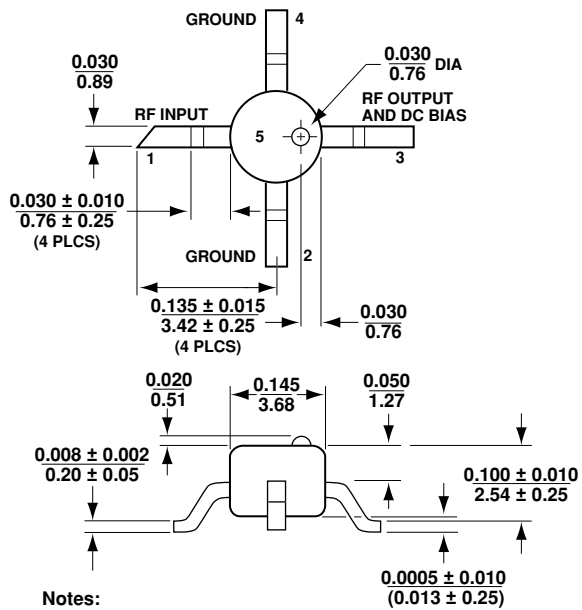 GROUND 4
0.030
0.89
0.030
0.76 DIA
RF INPUT
RF OUTPUT
AND DC BIAS
5
1
3
0.030 ± 0.010
0.76 ± 0.25
(4 PLCS)
GROUND 2
0.135 ± 0.015
3.42 ± 0.25
(4 PLCS)
0.030
0.76
0.020
0.51
0.145
3.68
0.050
1.27
0.008 ± 0.002
0.20 ± 0.05
0.100 ± 0.010
2.54 ± 0.25
0.0005 ± 0.010
(0.013 ± 0.25)
Notes: